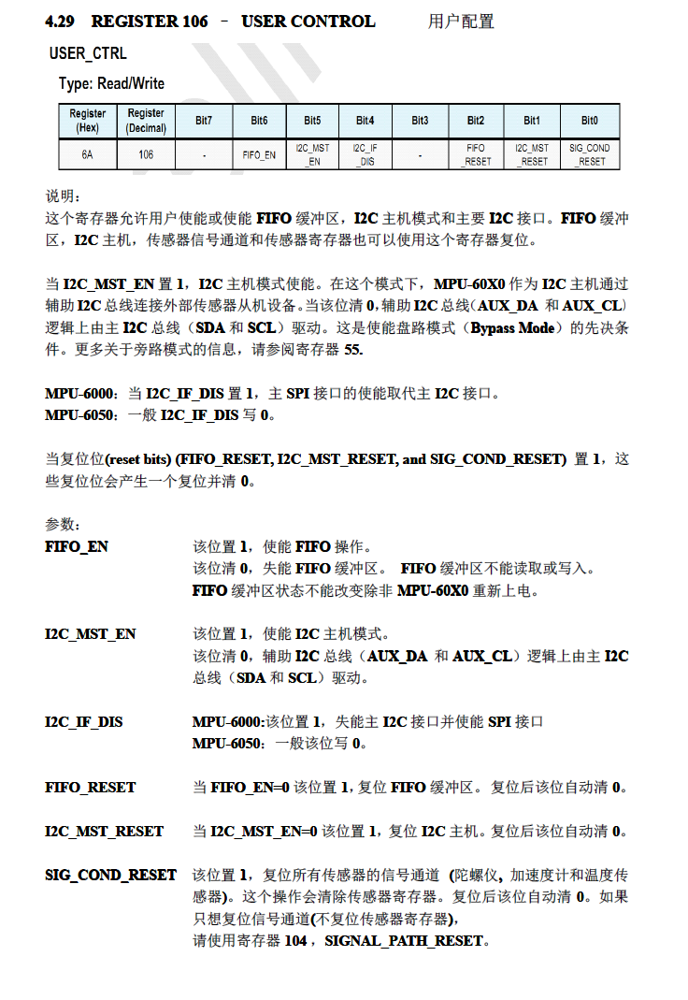 4.29 REGISTER 106 – USER CONTROL 用户配置
USER_CTRL
Type: Read/Write
Register (Hex) Register (Decimal) Bit7 Bit6 Bit5 Bit4 Bit3 Bit2 Bit1 Bit0
6A 106 - FIFO_EN I2C_MST_EN I2C_IF_DIS - FIFO_RESET I2C_MST_RESET SIG_COND_RESET
说明：
这个寄存器允许用户使能或使能 FIFO 缓冲区，I2C 主机模式和主要 I2C 接口。FIFO 缓冲
区，I2C 主机，传感器信号通道和传感器寄存器也可以使用这个寄存器复位。
当 I2C_MST_EN 置 1，I2C 主机模式使能。在这个模式下，MPU-60X0 作为 I2C 主机通过
辅助 I2C 总线连接外部传感器从机设备。当该位清 0，辅助 I2C 总线（AUX_DA 和 AUX_CL）
逻辑上由主 I2C 总线（SDA 和 SCL）驱动。这是使能盘路模式（Bypass Mode）的先决条
件。更多关于旁路模式的信息，请参阅寄存器 55.
MPU-6000：当 I2C_IF_DIS 置 1，主 SPI 接口的使能取代主 I2C 接口。
MPU-6050：一般 I2C_IF_DIS 写 0。
当复位位(reset bits) (FIFO_RESET, I2C_MST_RESET, and SIG_COND_RESET) 置 1，这
些复位位会产生一个复位并清 0。
参数：
FIFO_EN 该位置 1，使能 FIFO 操作。
该位清 0，失能 FIFO 缓冲区。 FIFO 缓冲区不能读取或写入。
FIFO 缓冲区状态不能改变除非 MPU-60X0 重新上电。
I2C_MST_EN 该位置 1，使能 I2C 主机模式。
该位清 0，辅助 I2C 总线（AUX_DA 和 AUX_CL）逻辑上由主 I2C
总线（SDA 和 SCL）驱动。
I2C_IF_DIS MPU-6000:该位置 1，失能主 I2C 接口并使能 SPI 接口
MPU-6050：一般该位写 0。
FIFO_RESET 当 FIFO_EN=0 该位置 1，复位 FIFO 缓冲区。复位后该位自动清 0。
I2C_MST_RESET 当 I2C_MST_EN=0 该位置 1，复位 I2C 主机。复位后该位自动清 0。
SIG_COND_RESET 该位置 1，复位所有传感器的信号通道 (陀螺仪, 加速度计和温度传
感器)。这个操作会清除传感器寄存器。复位后该位自动清 0。如果
只想复位信号通道(不复位传感器寄存器)，
请使用寄存器 104，SIGNAL_PATH_RESET。